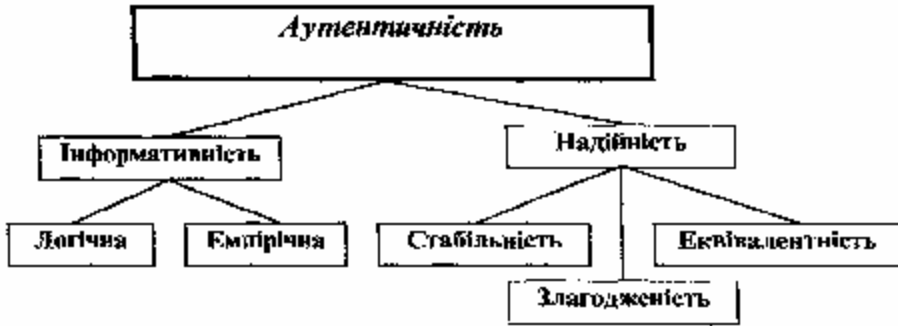 Аутентичність
Інформативність
Надійність
Логічна
Емпірична
Стабільність
Еквівалентність
Злагодженість